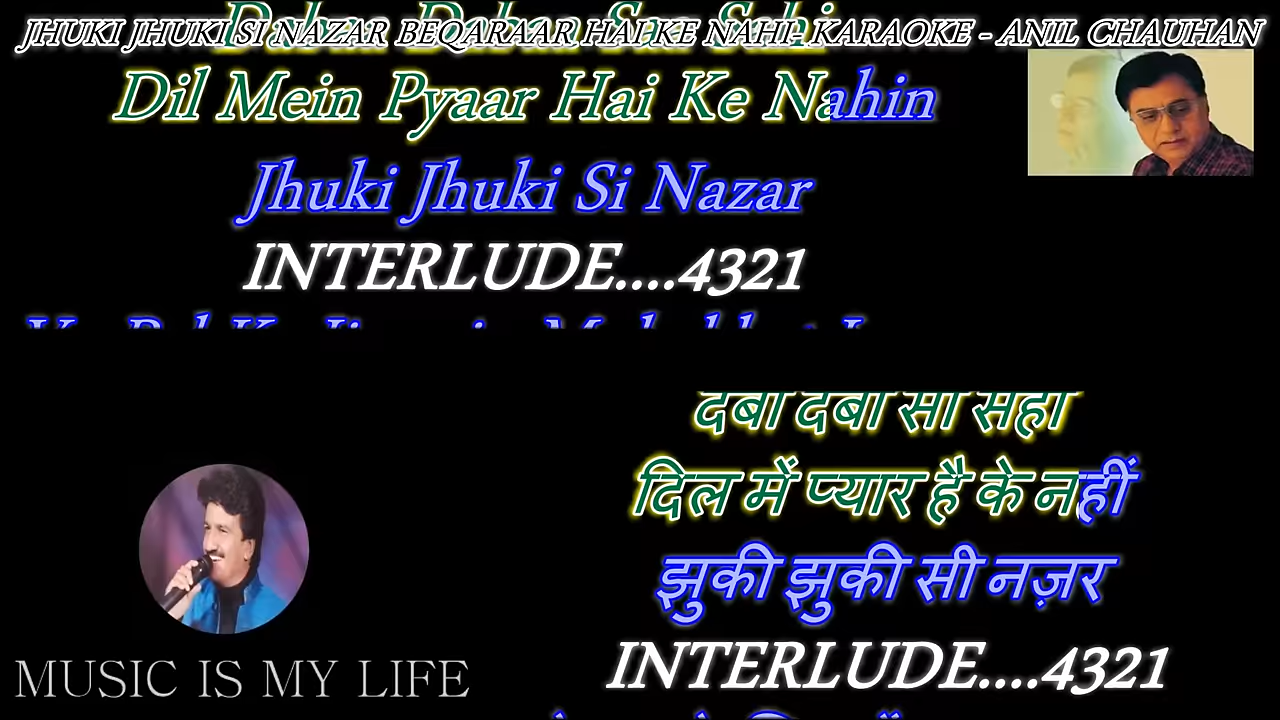 JHUKI JHUKI SI NAZAR BEQARAAR HAI KE NAHI- KARAOKE - ANIL CHAUHAN
Dil Mein Pyaar Hai Ke Nahin
Jhuki Jhuki Si Nazar
INTERLUDE....4321
दबा दबा सा सही
दिल में प्यार है के नहीं
झुकी झुकी सी नज़र
INTERLUDE....4321
MUSIC IS MY LIFE